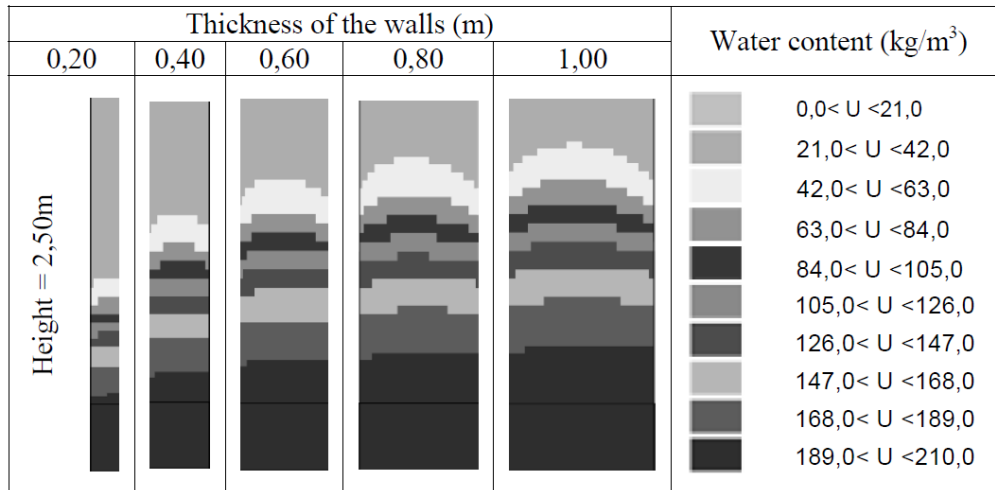 Thickness of the walls (m)
0,20 0,40 0,60 0,80 1,00
Water content (kg/m³)
Height = 2,50m
0,0< U <21,0
21,0< U <42,0
42,0< U <63,0
63,0< U <84,0
84,0< U <105,0
105,0< U <126,0
126,0< U <147,0
147,0< U <168,0
168,0< U <189,0
189,0< U <210,0